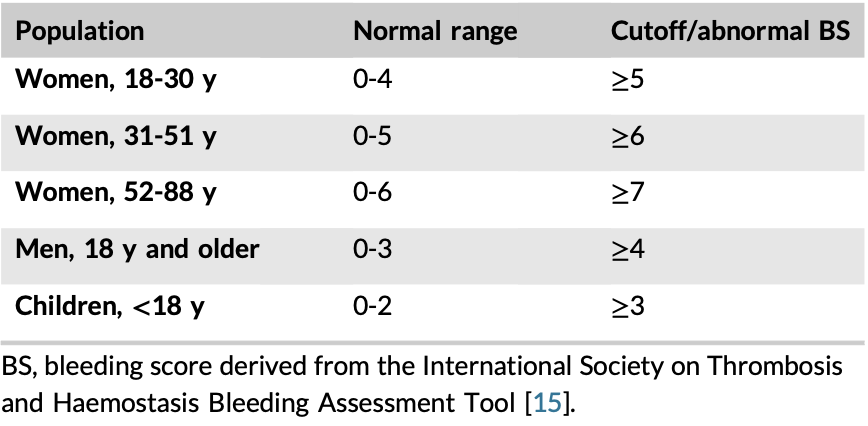 Population Normal range Cutoff/abnormal BS
Women, 18-30 y 0-4 ≥5
Women, 31-51 y 0-5 ≥6
Women, 52-88 y 0-6 ≥7
Men, 18 y and older 0-3 ≥4
Children, <18 y 0-2 ≥3
BS, bleeding score derived from the International Society on Thrombosis
and Haemostasis Bleeding Assessment Tool [15].